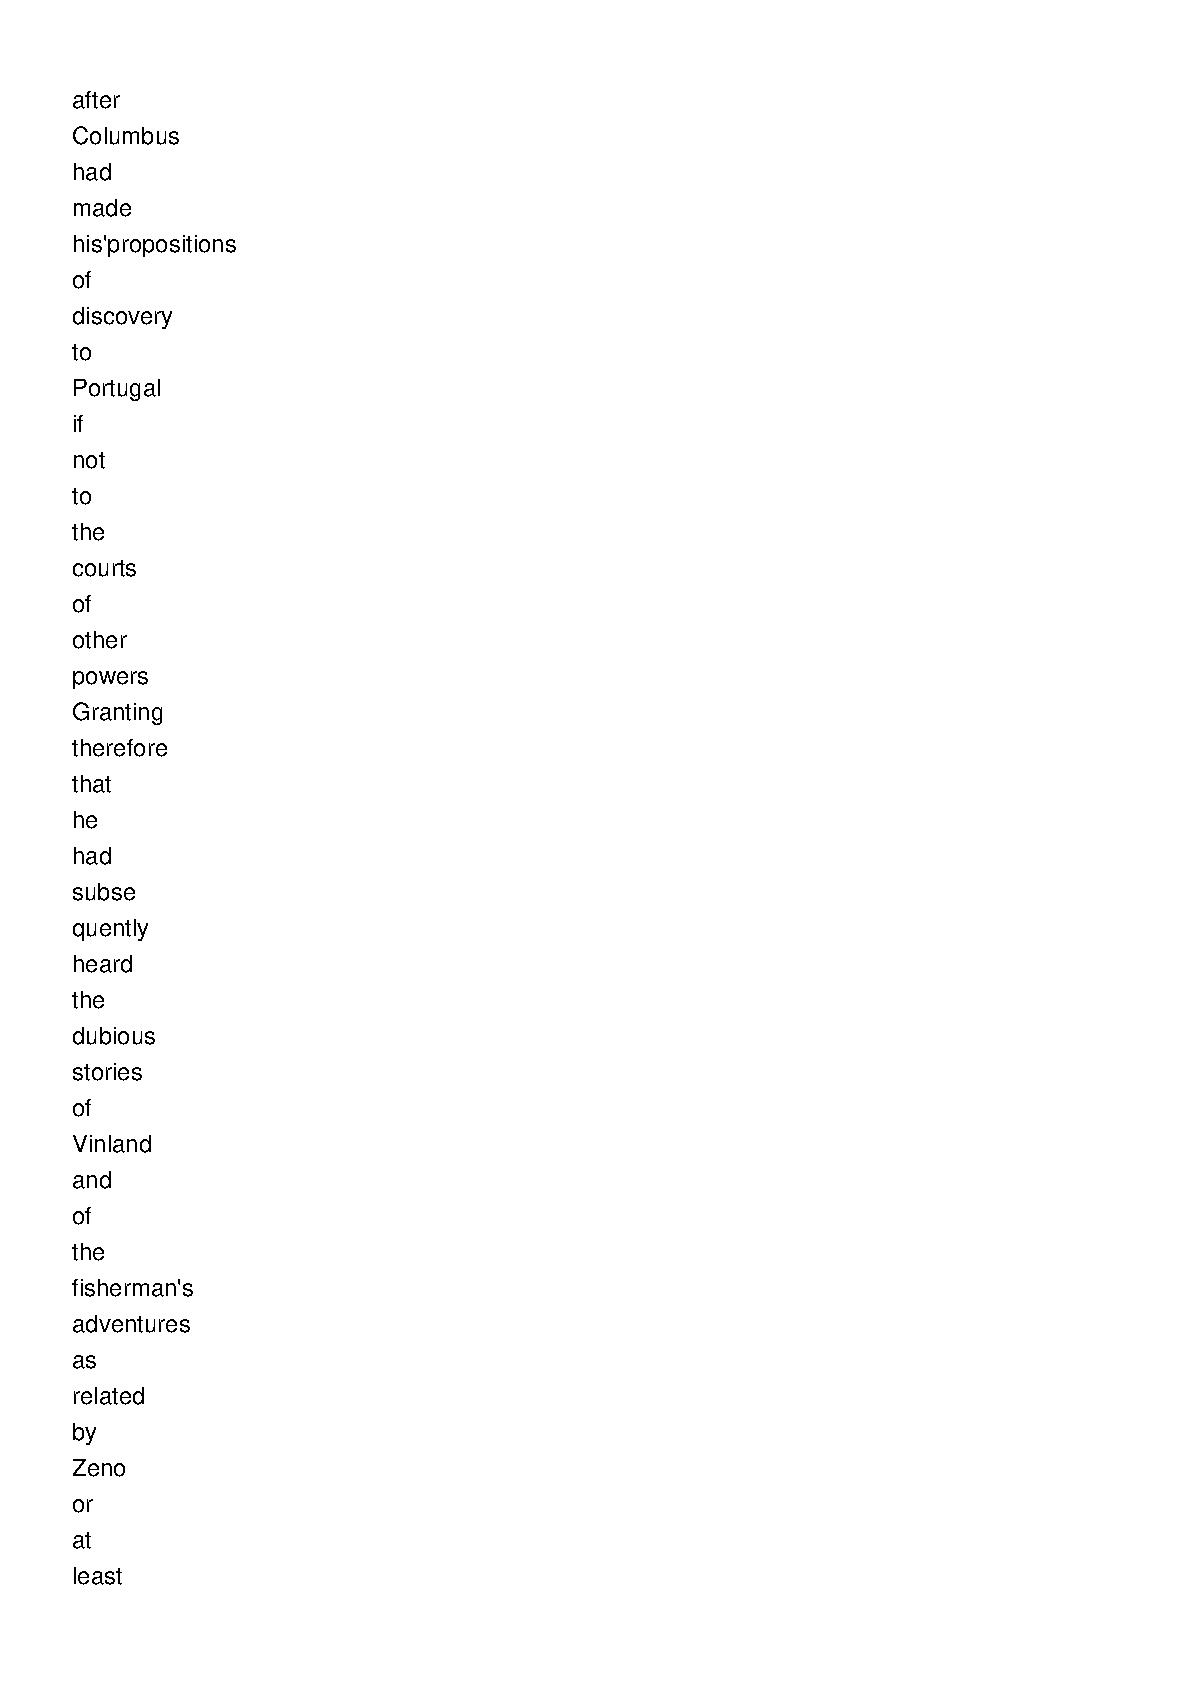 after
Columbus
had
made
his'propositions
of
discovery
to
Portugal
if
not
to
the
courts
of
other
powers
Granting
therefore
that
he
had
subse
quently
heard
the
dubious
stories
of
Vinland
and
of
the
fisherman's
adventures
as
related
by
Zeno
or
at
least